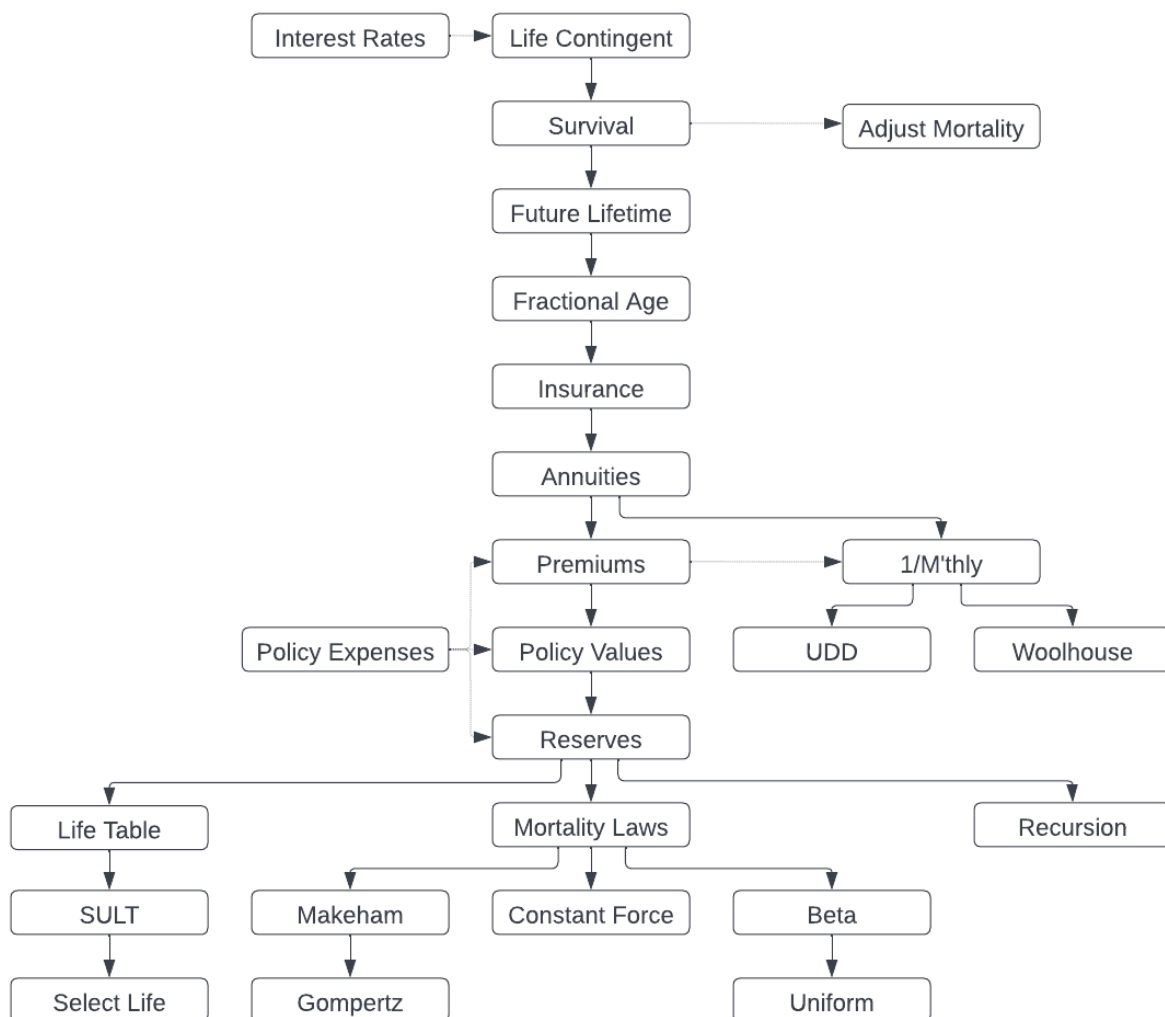 Interest Rates
Life Contingent
Survival
Adjust Mortality
Future Lifetime
Fractional Age
Insurance
Annuities
Premiums
1/M'thly
Policy Expenses
Policy Values
UDD
Woolhouse
Reserves
Life Table
Mortality Laws
Recursion
SULT
Makeham
Constant Force
Beta
Select Life
Gompertz
Uniform